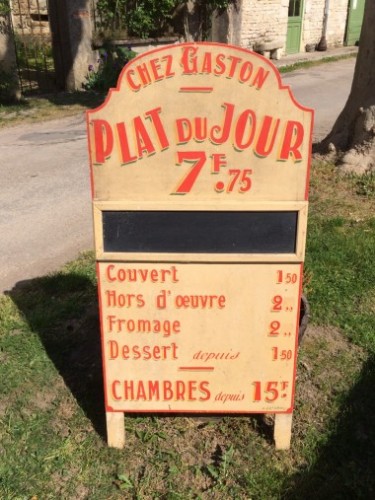 CHEZ GASTON
PLAT DU JOUR
7F.75
Couvert 1.50
Hors d'œuvre 2,,
Fromage 2,,
Dessert depuis 1.50
CHAMBRES depuis 15F